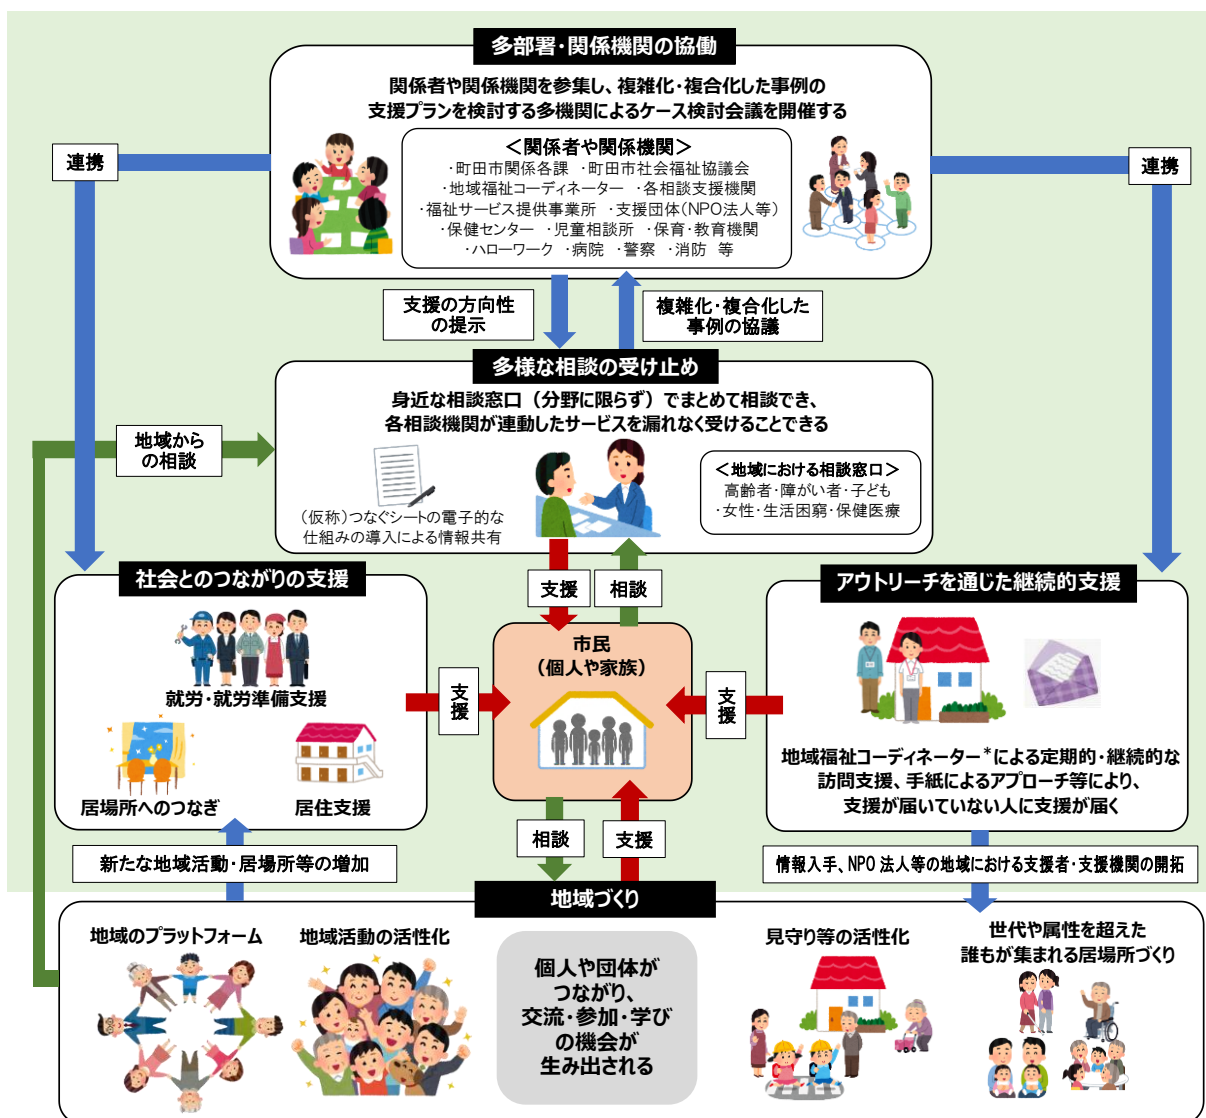 多部署・関係機関の協働
関係者や関係機関を参集し、複雑化・複合化した事例の
支援プランを検討する多機関によるケース検討会議を開催する
＜関係者や関係機関＞
・町田市関係各課　・町田市社会福祉協議会
・地域福祉コーディネーター　・各相談支援機関
・福祉サービス提供事業所　・支援団体（NPO法人等）
・保健センター　・児童相談所　・保育・教育機関
・ハローワーク　・病院　・警察　・消防　等
連携
連携
支援の方向性
の提示
複雑化・複合化した
事例の協議
多様な相談の受け止め
身近な相談窓口（分野に限らず）でまとめて相談でき、
各相談機関が連動したサービスを漏れなく受けることできる
（仮称）つなぐシートの電子的な
仕組みの導入による情報共有
＜地域における相談窓口＞
高齢者・障がい者・子ども
・女性・生活困窮・保健医療
地域から
の相談
支援
相談
社会とのつながりの支援
就労・就労準備支援
居場所へのつなぎ
居住支援
支援
市民
（個人や家族）
支援
アウトリーチを通じた継続的支援
地域福祉コーディネーター*による定期的・継続的な
訪問支援、手紙によるアプローチ等により、
支援が届いていない人に支援が届く
新たな地域活動・居場所等の増加
相談
支援
情報入手、NPO 法人等の地域における支援者・支援機関の開拓
地域づくり
地域のプラットフォーム
地域活動の活性化
個人や団体が
つながり、
交流・参加・学び
の機会が
生み出される
見守り等の活性化
世代や属性を超えた
誰もが集まれる居場所づくり